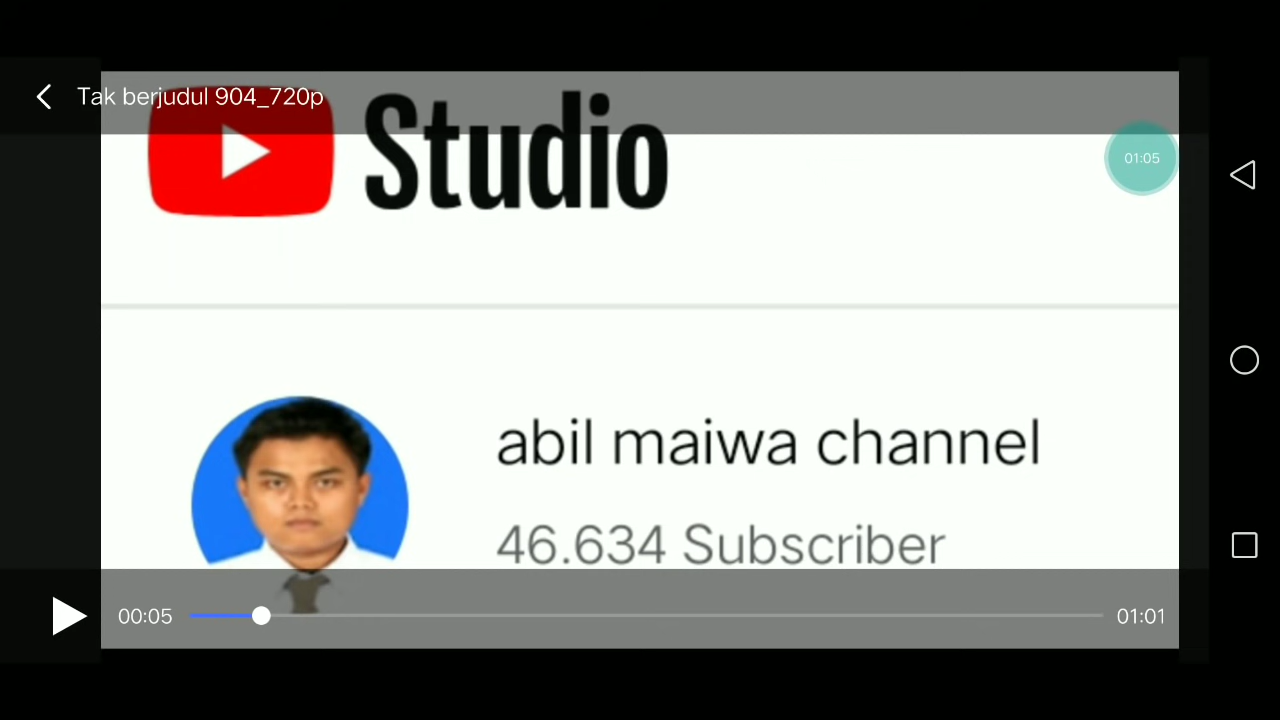 Tak berjudul 904_720p
Studio
01:05
abil maiwa channel
46.634 Subscriber
00:05
01:01